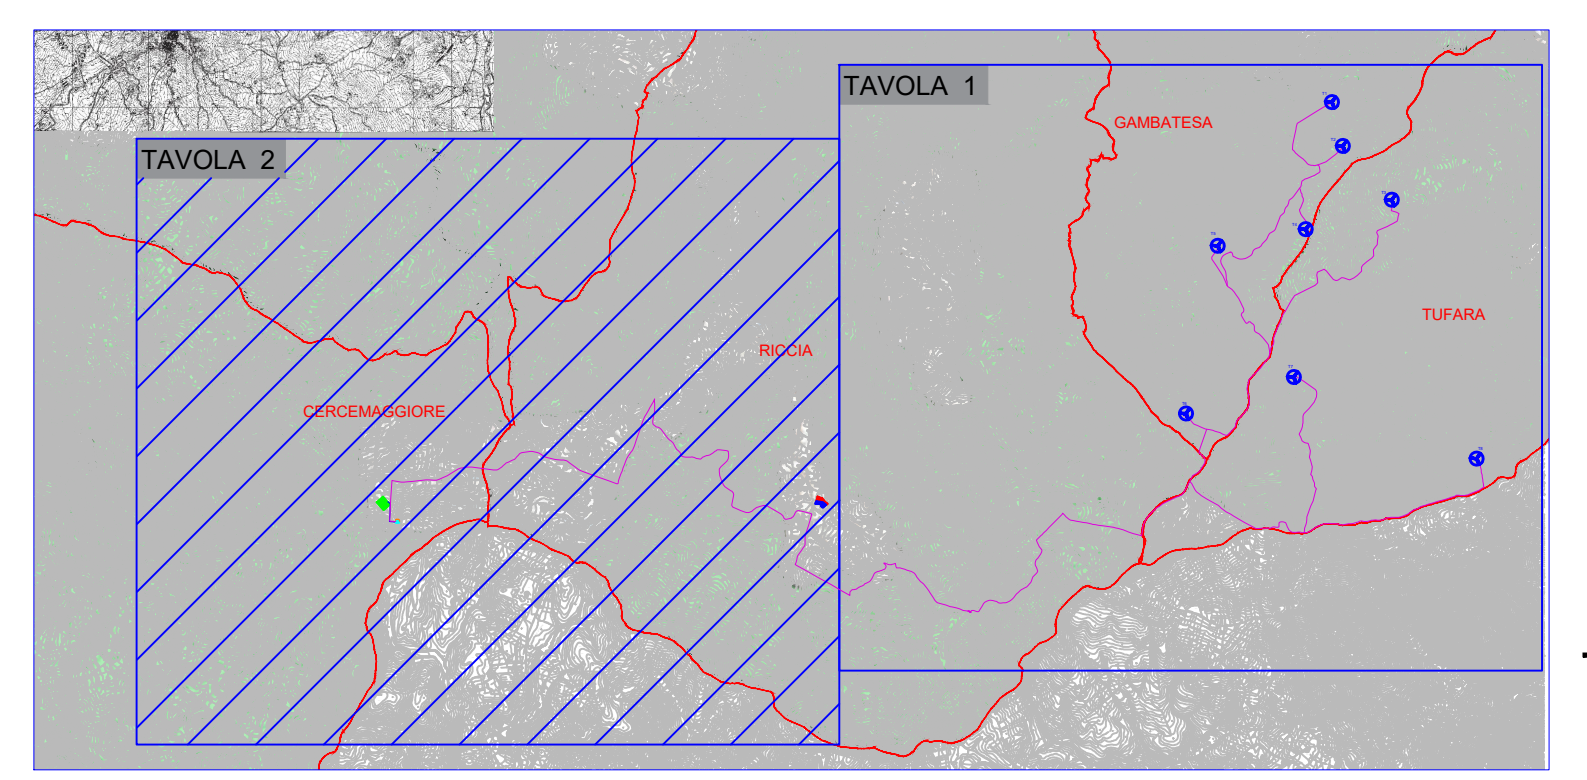 TAVOLA 1
GAMBATESA
TAVOLA 2
TUFARA
RICCIA
CERCEMAGGIORE